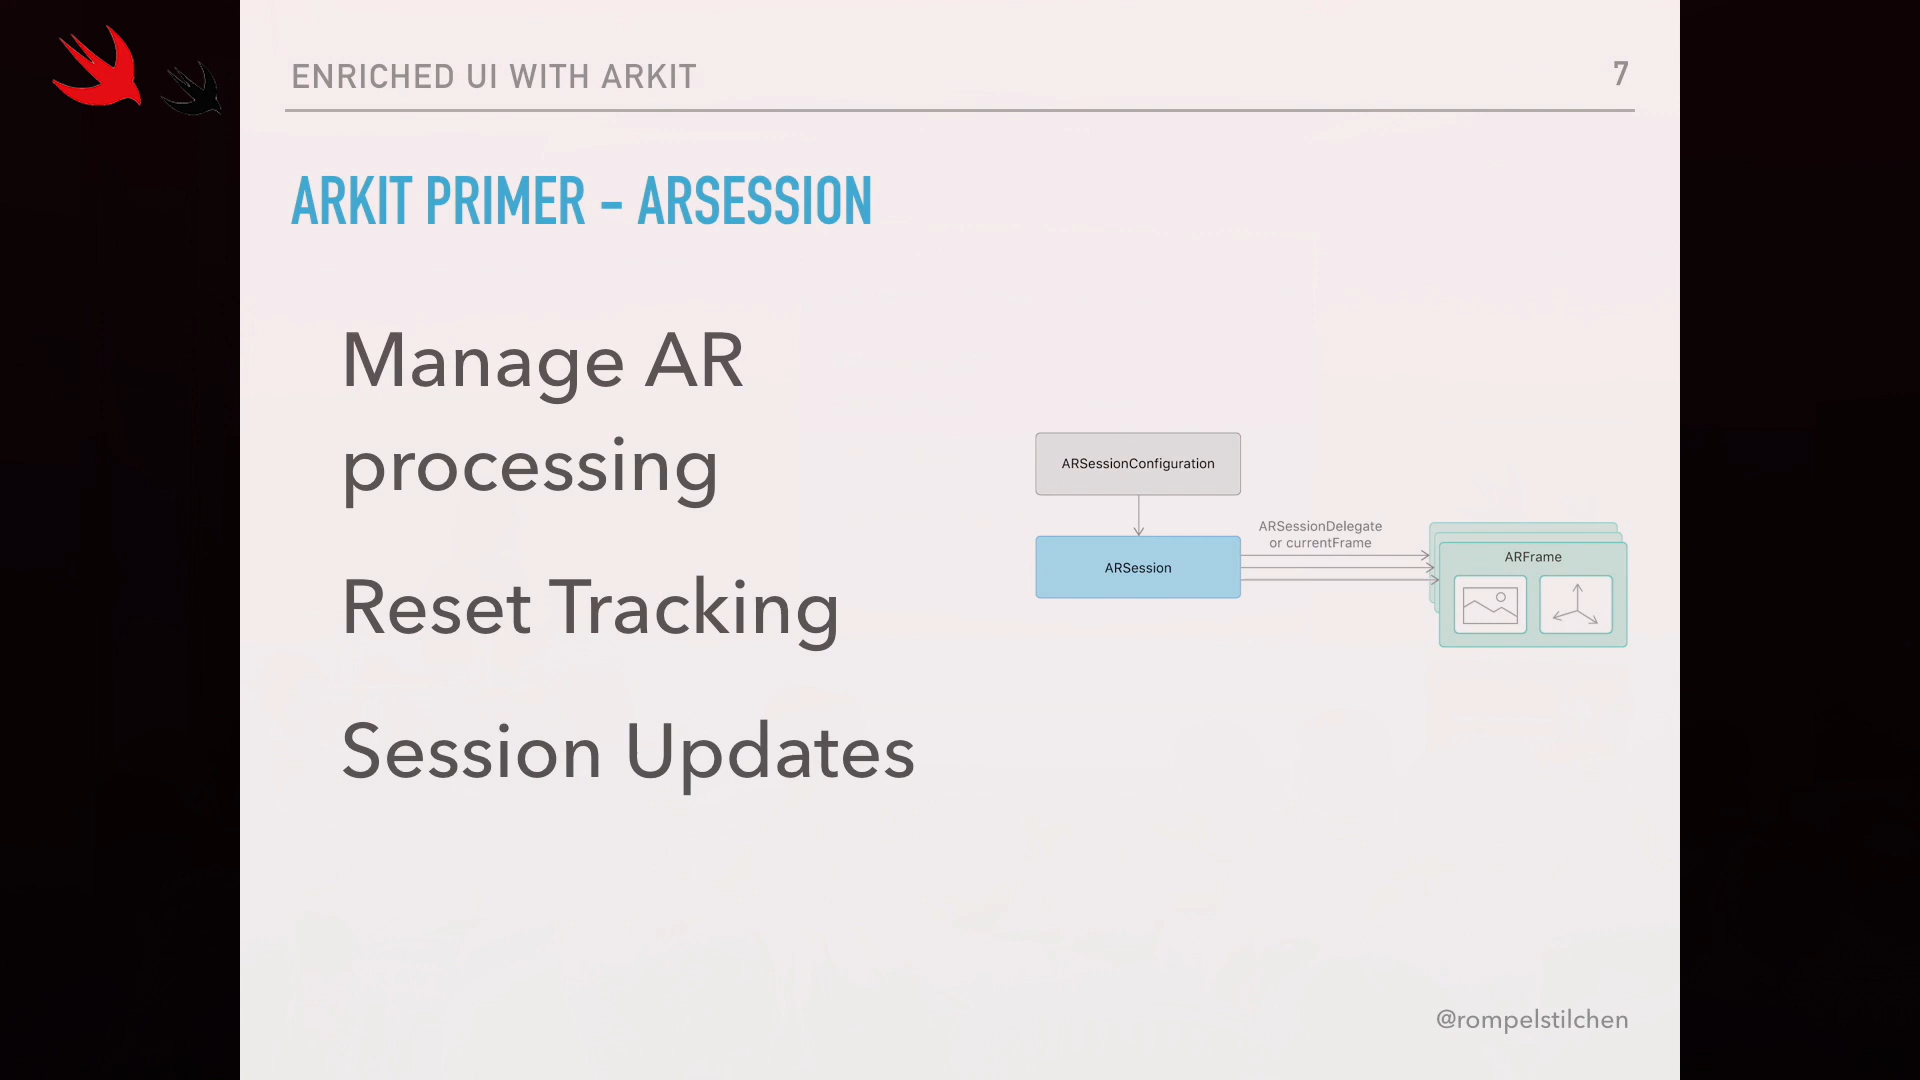 ENRICHED UI WITH ARKIT
7
ARKIT PRIMER - ARSESSION
Manage AR
processing
Reset Tracking
Session Updates
ARSessionConfiguration
ARSessionDelegate
or currentFrame
ARSession
ARFrame
@rompelstilchen